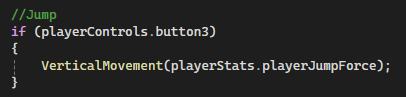 //Jump
if (playerControls.button3)
{
    VerticalMovement(playerStats.playerJumpForce);
}